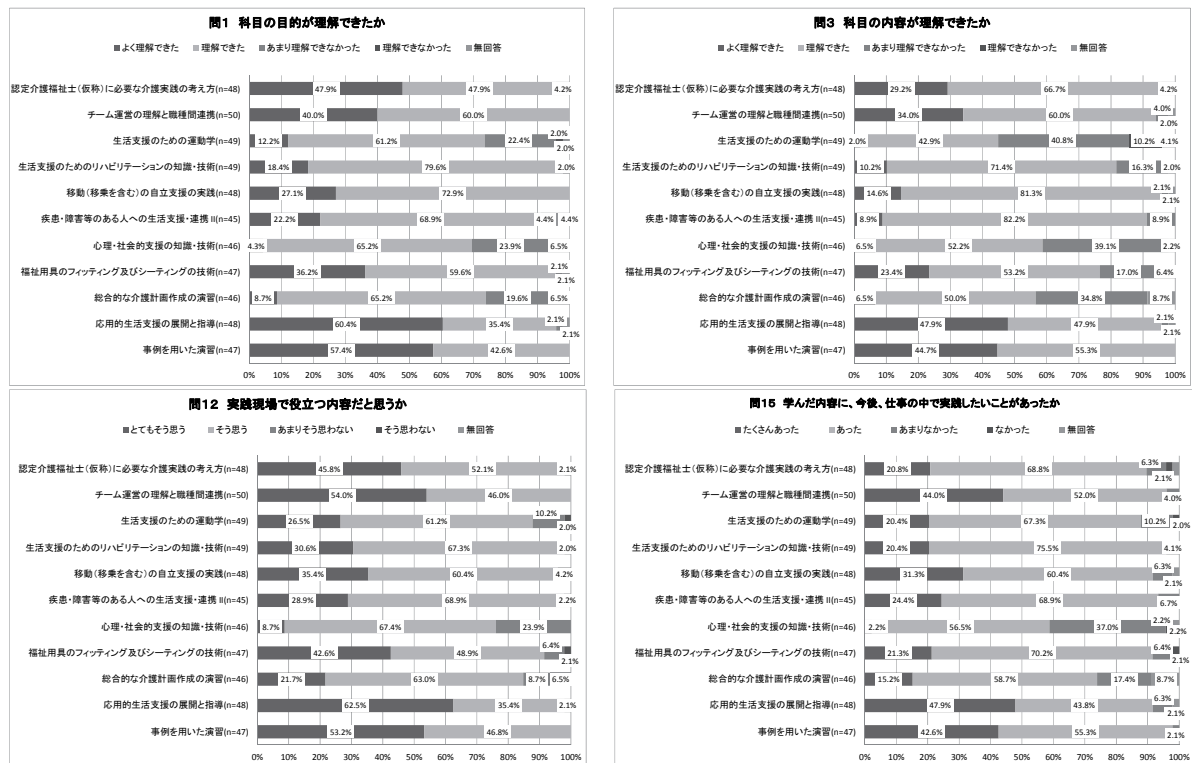 問1 科目の目的が理解できたか
■よく理解できた ■理解できた ■あまり理解できなかった ■理解できなかった ■無回答
認定介護福祉士（仮称）に必要な介護実践の考え方(n=48) 47.9% 47.9% 4.2%
チーム運営の理解と職種間連携(n=50) 40.0% 60.0%
生活支援のための運動学(n=49) 12.2% 61.2% 22.4% 2.0% 2.0%
生活支援のためのリハビリテーションの知識・技術(n=49) 18.4% 79.6% 2.0%
移動（移乗を含む）の自立支援の実践(n=48) 27.1% 72.9%
疾患・障害等のある人への生活支援・連携 II(n=45) 22.2% 68.9% 4.4% 4.4%
心理・社会的支援の知識・技術(n=46) 4.3% 65.2% 23.9% 6.5%
福祉用具のフィッティング及びシーティングの技術(n=47) 36.2% 59.6% 2.1% 2.1%
総合的な介護計画作成の演習(n=46) 8.7% 65.2% 19.6% 6.5%
応用的生活支援の展開と指導(n=48) 60.4% 35.4% 2.1% 2.1%
事例を用いた演習(n=47) 57.4% 42.6%
0% 10% 20% 30% 40% 50% 60% 70% 80% 90% 100%
問3 科目の内容が理解できたか
■よく理解できた ■理解できた ■あまり理解できなかった ■理解できなかった ■無回答
認定介護福祉士（仮称）に必要な介護実践の考え方(n=48) 29.2% 66.7% 4.2%
チーム運営の理解と職種間連携(n=50) 34.0% 60.0% 4.0% 2.0%
生活支援のための運動学(n=49) 2.0% 42.9% 40.8% 10.2% 4.1%
生活支援のためのリハビリテーションの知識・技術(n=49) 10.2% 71.4% 16.3% 2.0%
移動（移乗を含む）の自立支援の実践(n=48) 14.6% 81.3% 2.1% 2.1%
疾患・障害等のある人への生活支援・連携 II(n=45) 8.9% 82.2% 8.9%
心理・社会的支援の知識・技術(n=46) 6.5% 52.2% 39.1% 2.2%
福祉用具のフィッティング及びシーティングの技術(n=47) 23.4% 53.2% 17.0% 6.4%
総合的な介護計画作成の演習(n=46) 6.5% 50.0% 34.8% 8.7%
応用的生活支援の展開と指導(n=48) 47.9% 47.9% 2.1% 2.1%
事例を用いた演習(n=47) 44.7% 55.3%
0% 10% 20% 30% 40% 50% 60% 70% 80% 90% 100%
問12 実践現場で役立つ内容だと思うか
■とてもそう思う ■そう思う ■あまりそう思わない ■そう思わない ■無回答
認定介護福祉士（仮称）に必要な介護実践の考え方(n=48) 45.8% 52.1% 2.1%
チーム運営の理解と職種間連携(n=50) 54.0% 46.0%
生活支援のための運動学(n=49) 26.5% 61.2% 10.2% 2.0%
生活支援のためのリハビリテーションの知識・技術(n=49) 30.6% 67.3% 2.0%
移動（移乗を含む）の自立支援の実践(n=48) 35.4% 60.4% 4.2%
疾患・障害等のある人への生活支援・連携 II(n=45) 28.9% 68.9% 2.2%
心理・社会的支援の知識・技術(n=46) 8.7% 67.4% 23.9%
福祉用具のフィッティング及びシーティングの技術(n=47) 42.6% 48.9% 6.4% 2.1%
総合的な介護計画作成の演習(n=46) 21.7% 63.0% 8.7% 6.5%
応用的生活支援の展開と指導(n=48) 62.5% 35.4% 2.1%
事例を用いた演習(n=47) 53.2% 46.8%
0% 10% 20% 30% 40% 50% 60% 70% 80% 90% 100%
問15 学んだ内容に、今後、仕事の中で実践したいことがあったか
■たくさんあった ■あった ■あまりなかった ■なかった ■無回答
認定介護福祉士（仮称）に必要な介護実践の考え方(n=48) 20.8% 68.8% 6.3% 2.1%
チーム運営の理解と職種間連携(n=50) 44.0% 52.0% 4.0%
生活支援のための運動学(n=49) 20.4% 67.3% 10.2% 2.0%
生活支援のためのリハビリテーションの知識・技術(n=49) 20.4% 75.5% 4.1%
移動（移乗を含む）の自立支援の実践(n=48) 31.3% 60.4% 6.3% 2.1%
疾患・障害等のある人への生活支援・連携 II(n=45) 24.4% 68.9% 6.7%
心理・社会的支援の知識・技術(n=46) 2.2% 56.5% 37.0% 2.2% 2.2%
福祉用具のフィッティング及びシーティングの技術(n=47) 21.3% 70.2% 6.4% 2.1%
総合的な介護計画作成の演習(n=46) 15.2% 58.7% 17.4% 8.7%
応用的生活支援の展開と指導(n=48) 47.9% 43.8% 6.3% 2.1%
事例を用いた演習(n=47) 42.6% 55.3% 2.1%
0% 10% 20% 30% 40% 50% 60% 70% 80% 90% 100%